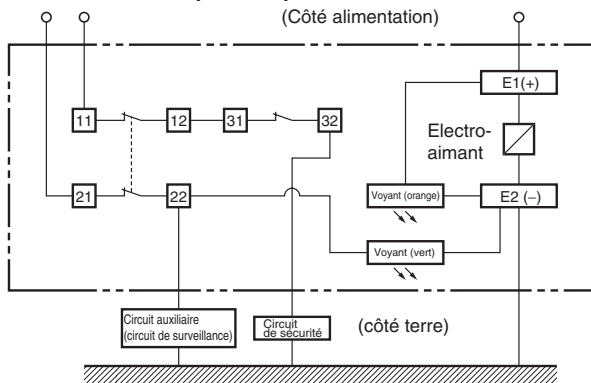 (Côté alimentation)
E1(+)
11
12
31
32
Electro-
aimant
21
22
Voyant (orange)
E2 (–)
Voyant (vert)
Circuit auxiliaire
(circuit de surveillance)
Circuit
de sécurité
(côté terre)